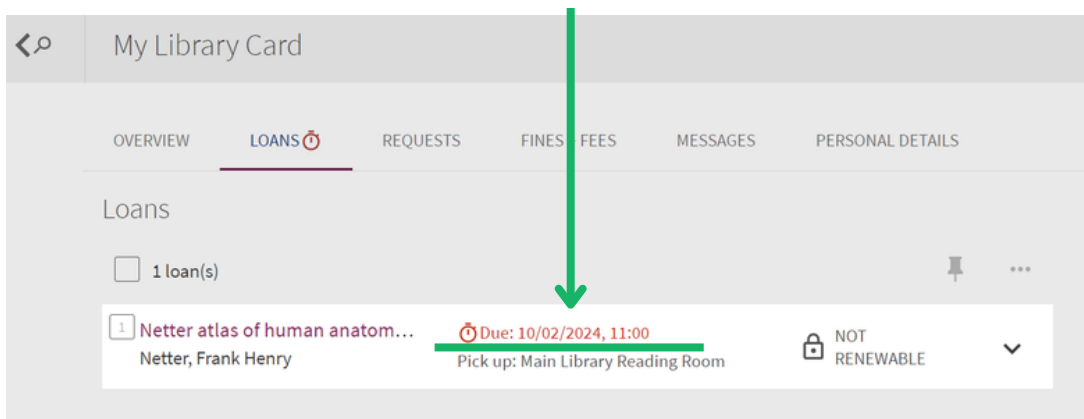 My Library Card
OVERVIEW LOANS REQUESTS FINES FEES MESSAGES PERSONAL DETAILS
Loans
1 loan(s)
1 Netter atlas of human anatom... Due: 10/02/2024, 11:00 NOT
Netter, Frank Henry Pick up: Main Library Reading Room RENEWABLE